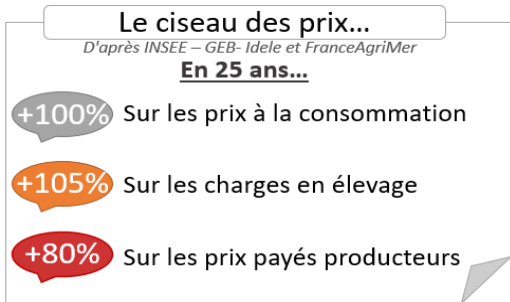 Le ciseau des prix...
D'après INSEE – GEB- Idele et FranceAgriMer
En 25 ans...
+100% Sur les prix à la consommation
+105% Sur les charges en élevage
+80% Sur les prix payés producteurs